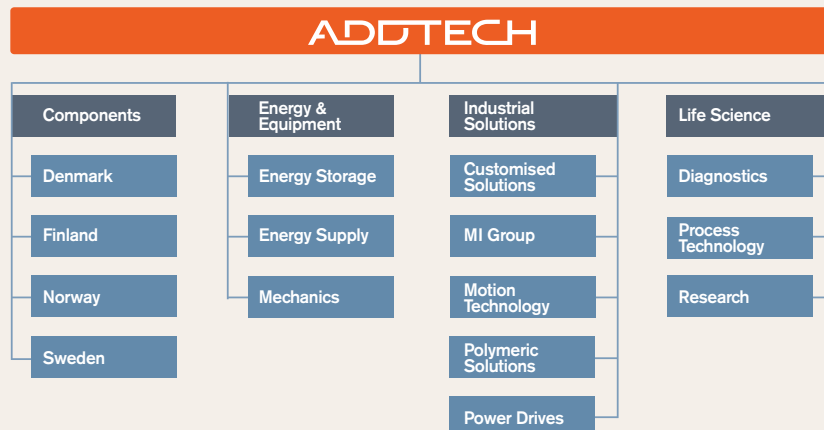 ADDTECH
Components
Denmark
Finland
Norway
Sweden
Energy &
Equipment
Energy Storage
Energy Supply
Mechanics
Industrial
Solutions
Customised
Solutions
MI Group
Motion
Technology
Polymeric
Solutions
Power Drives
Life Science
Diagnostics
Process
Technology
Research